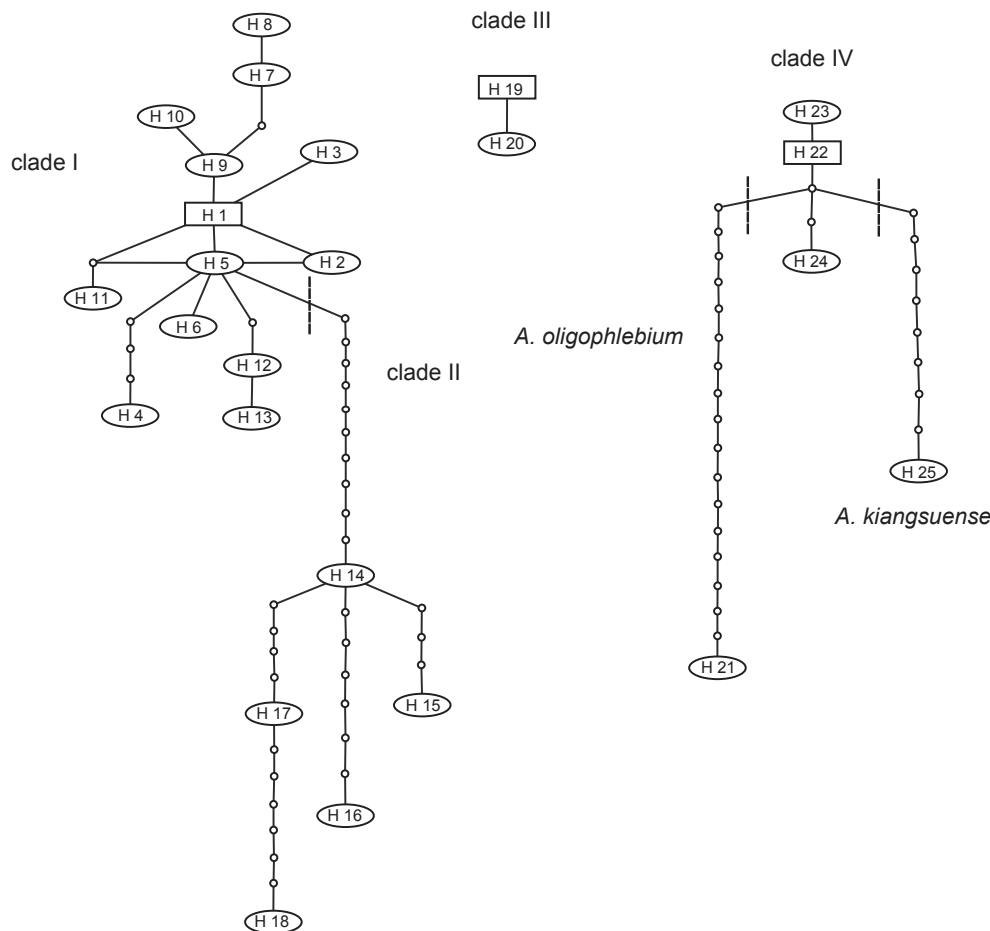 H 8
clade III
H 7
clade IV
H 19
H 23
H 10
H 20
H 3
H 22
clade I
H 9
H 1
H 5
H 2
H 24
H 11
H 6
A. oligophlebium
H 12
clade II
H 4
H 13
H 25
A. kiangsuense
H 14
H 21
H 15
H 17
H 16
H 18